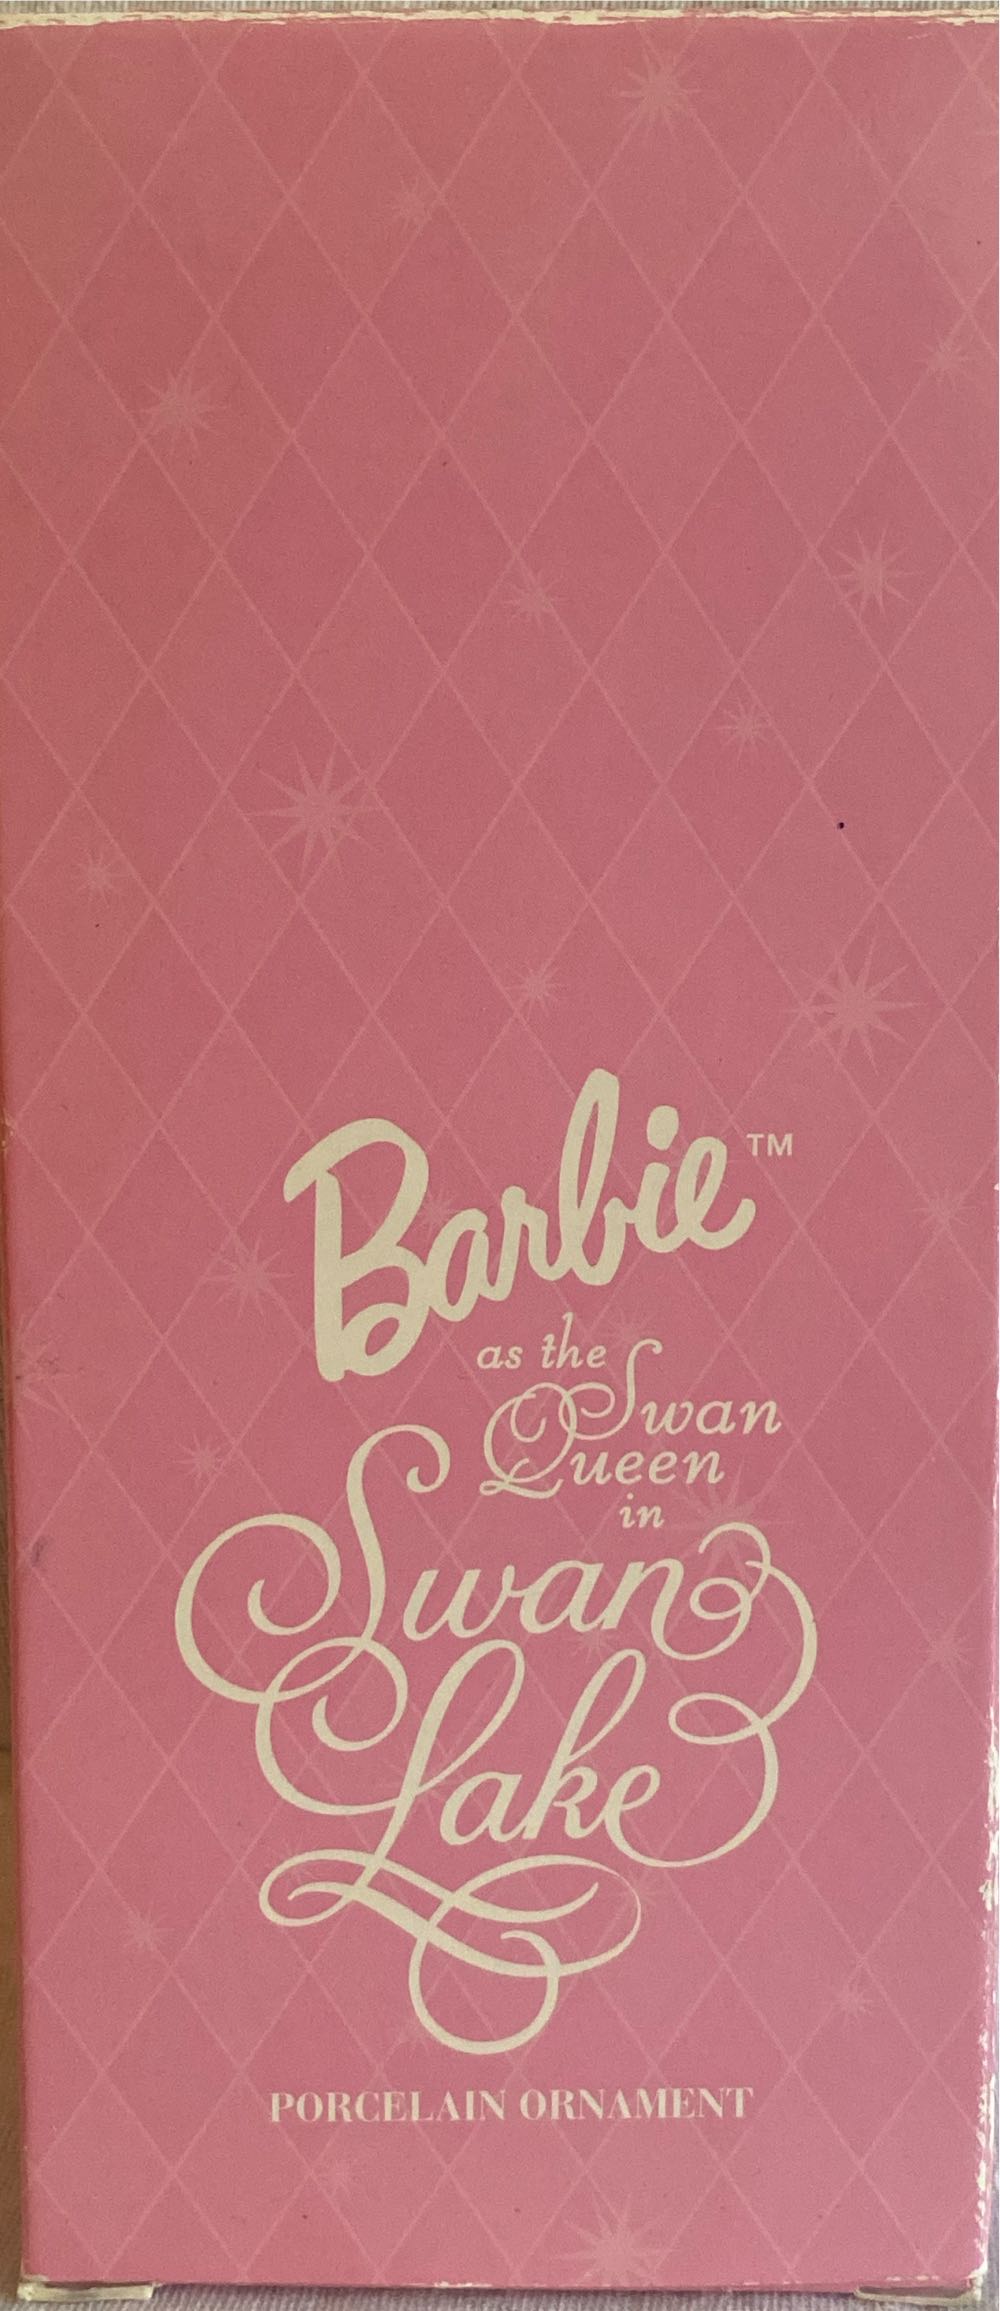 Barbie™
as the
Swan
Queen
in
Swan
Lake
PORCELAIN ORNAMENT